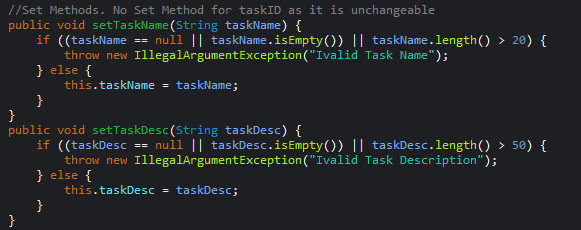 //Set Methods. No Set Method for taskID as it is unchangeable
public void setTaskName(String taskName) {
    if ((taskName == null || taskName.isEmpty()) || taskName.length() > 20) {
        throw new IllegalArgumentException("Ivalid Task Name");
    } else {
        this.taskName = taskName;
    }
}
public void setTaskDesc(String taskDesc) {
    if ((taskDesc == null || taskDesc.isEmpty()) || taskDesc.length() > 50) {
        throw new IllegalArgumentException("Ivalid Task Description");
    } else {
        this.taskDesc = taskDesc;
    }
}